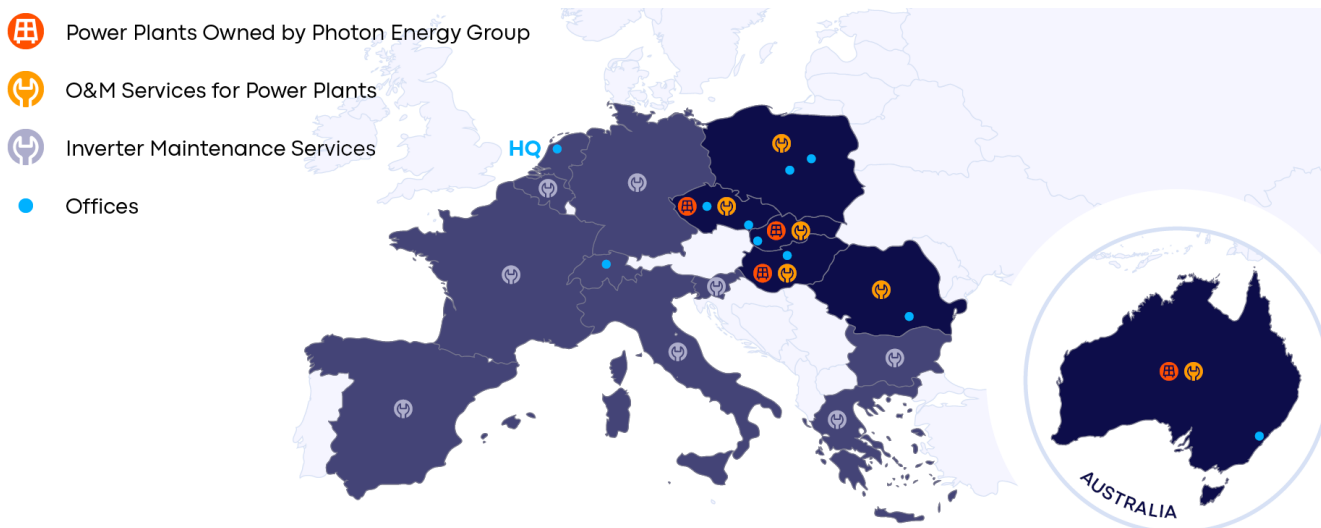 Power Plants Owned by Photon Energy Group
O&M Services for Power Plants
Inverter Maintenance Services
Offices
HQ
AUSTRALIA